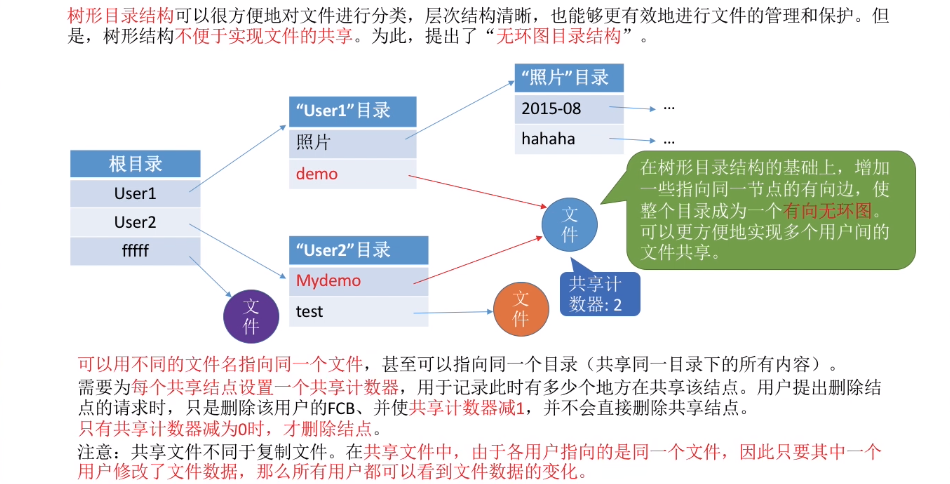 树形目录结构可以很方便地对文件进行分类，层次结构清晰，也能够更有效地进行文件的管理和保护。但
是，树形结构不便于实现文件的共享。为此，提出了“无环图目录结构”。
“照片”目录
2015-08
...
hahaha
...
“User1”目录
照片
demo
根目录
User1
User2
fffff
在树形目录结构的基础上，增加
一些指向同一节点的有向边，使
整个目录成为一个有向无环图。
可以更方便地实现多个用户间的
文件共享。
文
件
“User2”目录
Mydemo
test
共享计
数器: 2
文
件
文
件
可以用不同的文件名指向同一个文件，甚至可以指向同一个目录（共享同一目录下的所有内容）。
需要为每个共享结点设置一个共享计数器，用于记录此时有多少个地方在共享该结点。用户提出删除结
点的请求时，只是删除该用户的FCB、并使共享计数器减1，并不会直接删除共享结点。
只有共享计数器减为0时，才删除结点。
注意：共享文件不同于复制文件。在共享文件中，由于各用户指向的是同一个文件，因此只要其中一个
用户修改了文件数据，那么所有用户都可以看到文件数据的变化。